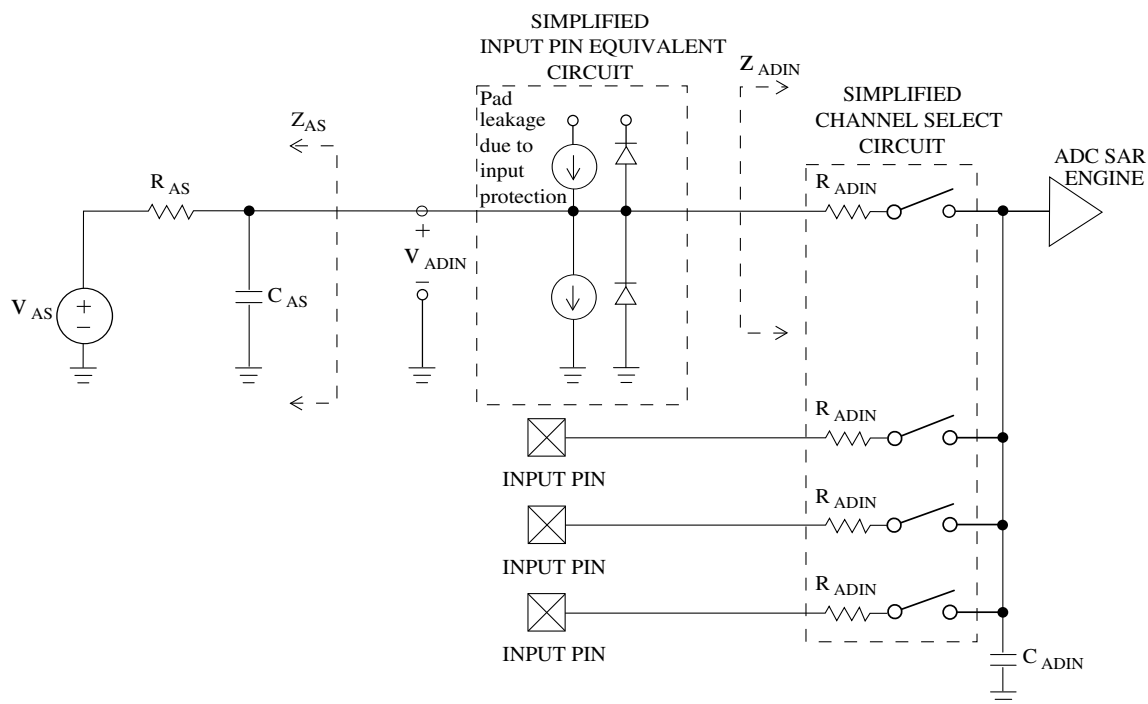 SIMPLIFIED
INPUT PIN EQUIVALENT
CIRCUIT
Z ADIN
SIMPLIFIED
CHANNEL SELECT
CIRCUIT
Pad
leakage
due to
input
protection
Z AS
ADC SAR
ENGINE
R AS
R ADIN
+
V ADIN
–
C AS
V AS
+
–
R ADIN
INPUT PIN
R ADIN
INPUT PIN
R ADIN
INPUT PIN
C ADIN